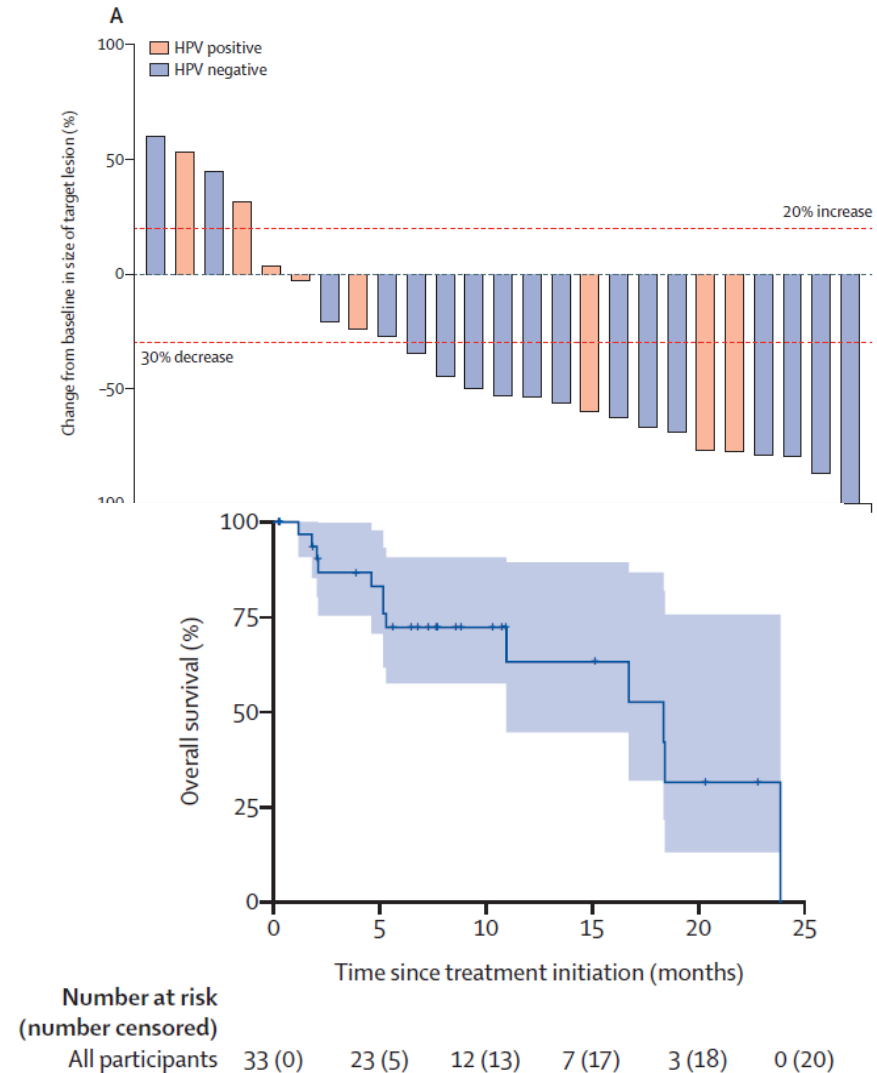 A
100
HPV positive
HPV negative
50
20% increase
0
30% decrease
-50
Change from baseline in size of target lesion (%)
100
75
50
25
0
Overall survival (%)
0 5 10 15 20 25
Time since treatment initiation (months)
Number at risk
(number censored)
All participants 33 (0) 23 (5) 12 (13) 7 (17) 3 (18) 0 (20)